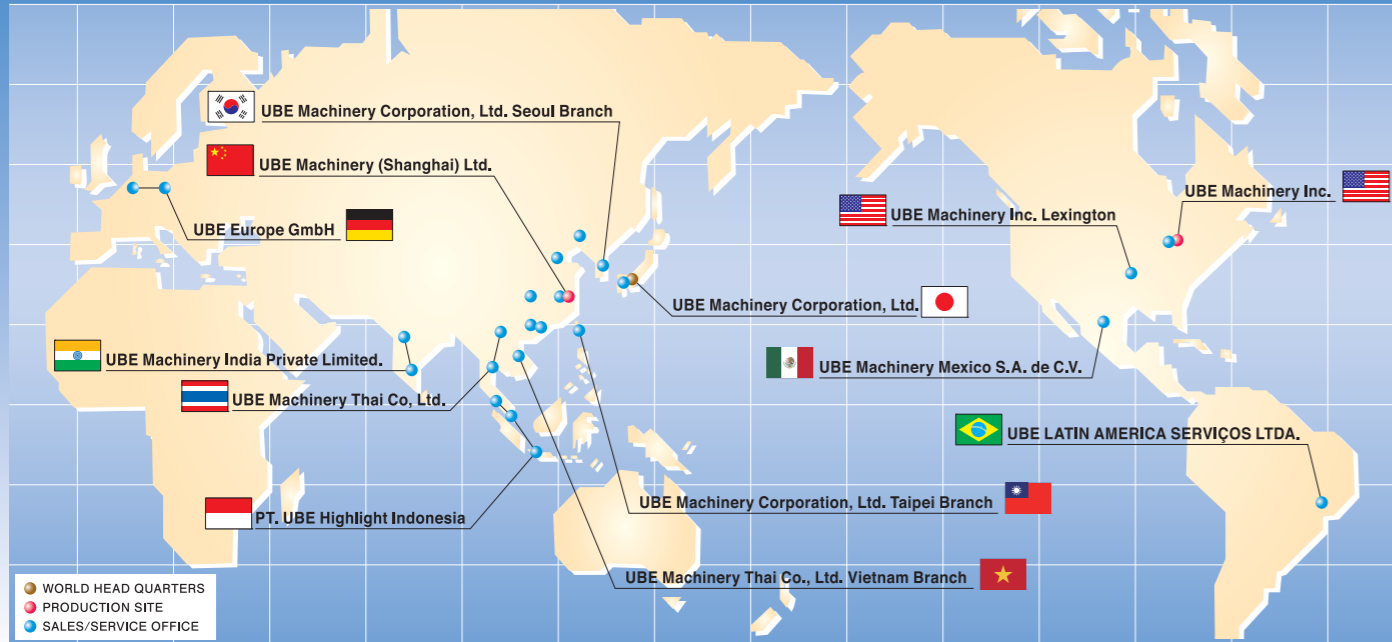 UBE Machinery Corporation, Ltd. Seoul Branch
UBE Machinery (Shanghai) Ltd.
UBE Europe GmbH
UBE Machinery Inc.
UBE Machinery Inc. Lexington
UBE Machinery Corporation, Ltd.
UBE Machinery India Private Limited.
UBE Machinery Mexico S.A. de C.V.
UBE Machinery Thai Co, Ltd.
UBE LATIN AMERICA SERVIÇOS LTDA.
UBE Machinery Corporation, Ltd. Taipei Branch
PT. UBE Highlight Indonesia
UBE Machinery Thai Co., Ltd. Vietnam Branch
WORLD HEAD QUARTERS
PRODUCTION SITE
SALES/SERVICE OFFICE